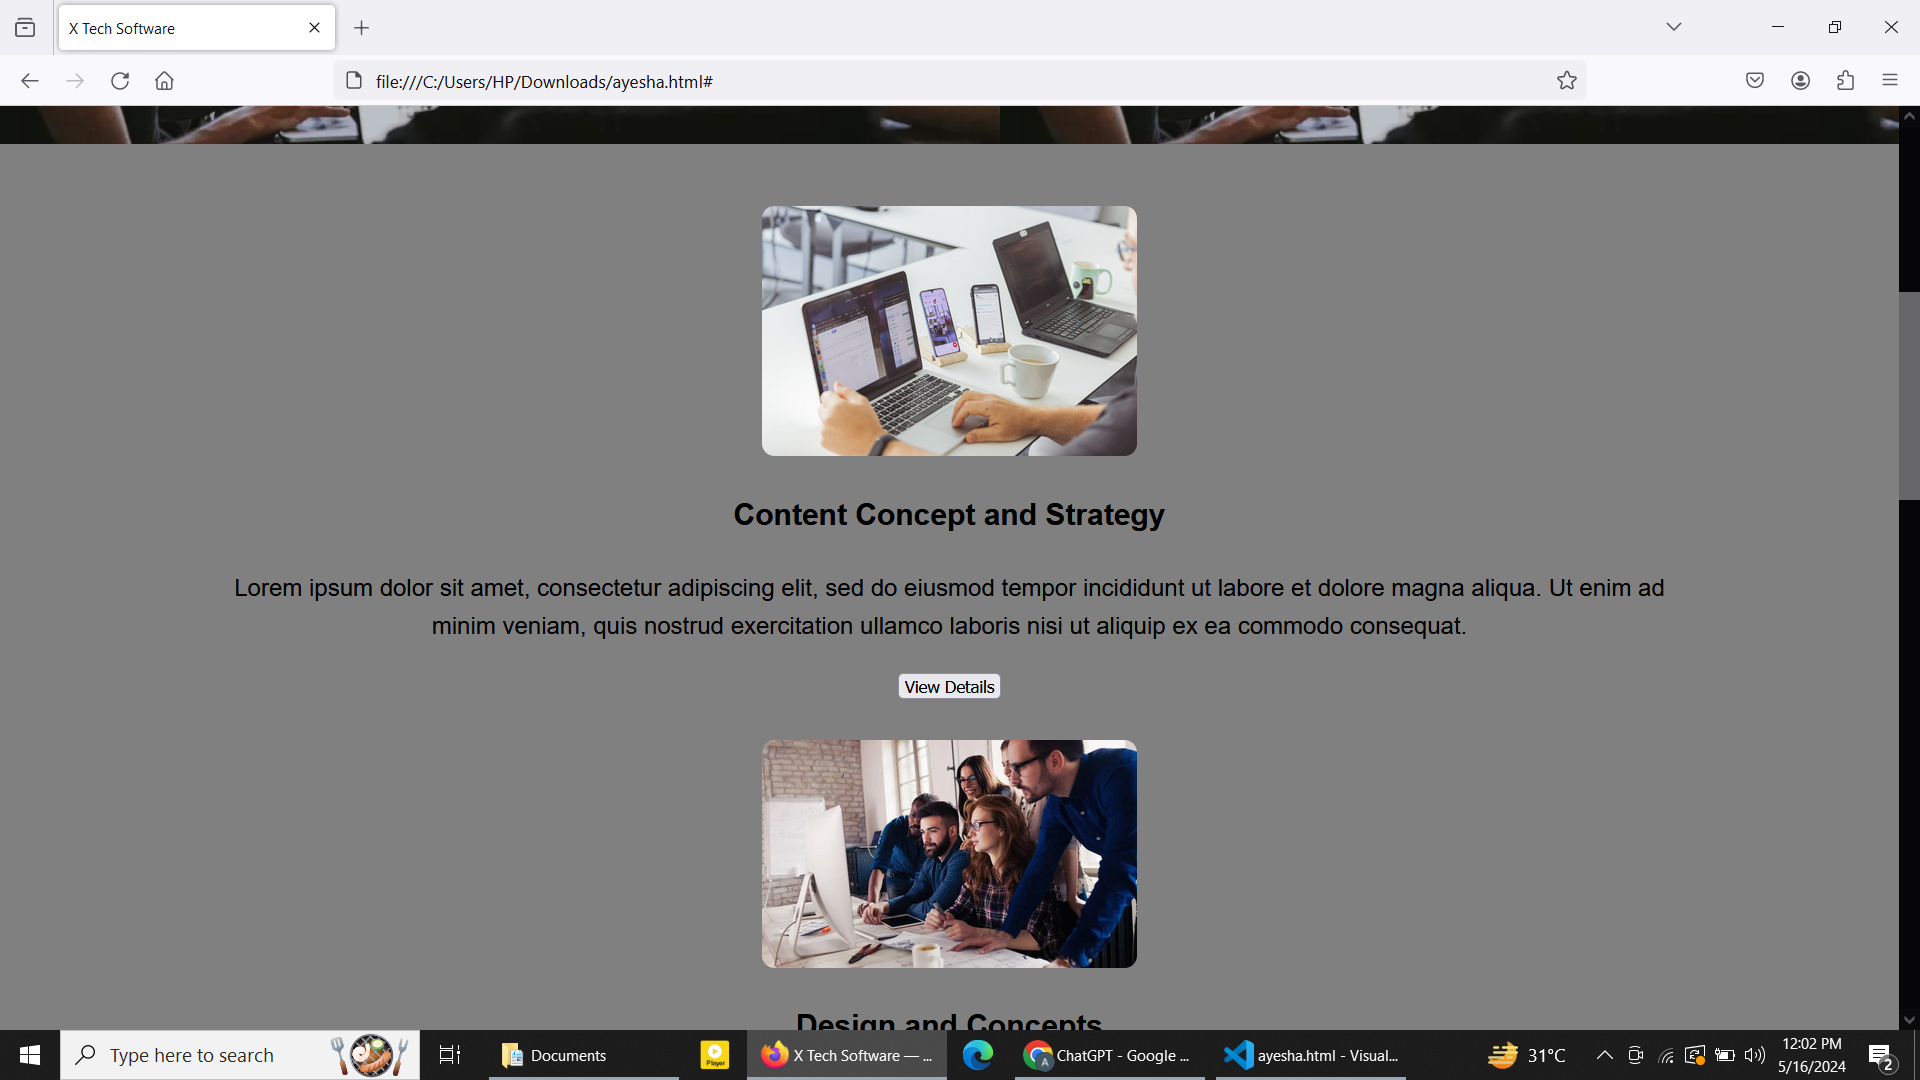 X Tech Software
file:///C:/Users/HP/Downloads/ayesha.html#
Content Concept and Strategy
Lorem ipsum dolor sit amet, consectetur adipiscing elit, sed do eiusmod tempor incididunt ut labore et dolore magna aliqua. Ut enim ad
minim veniam, quis nostrud exercitation ullamco laboris nisi ut aliquip ex ea commodo consequat.
View Details
Design and Concepts
Type here to search
Documents
Player
X Tech Software — ...
A
ChatGPT - Google ...
ayesha.html - Visual...
31°C
12:02 PM
5/16/2024
2